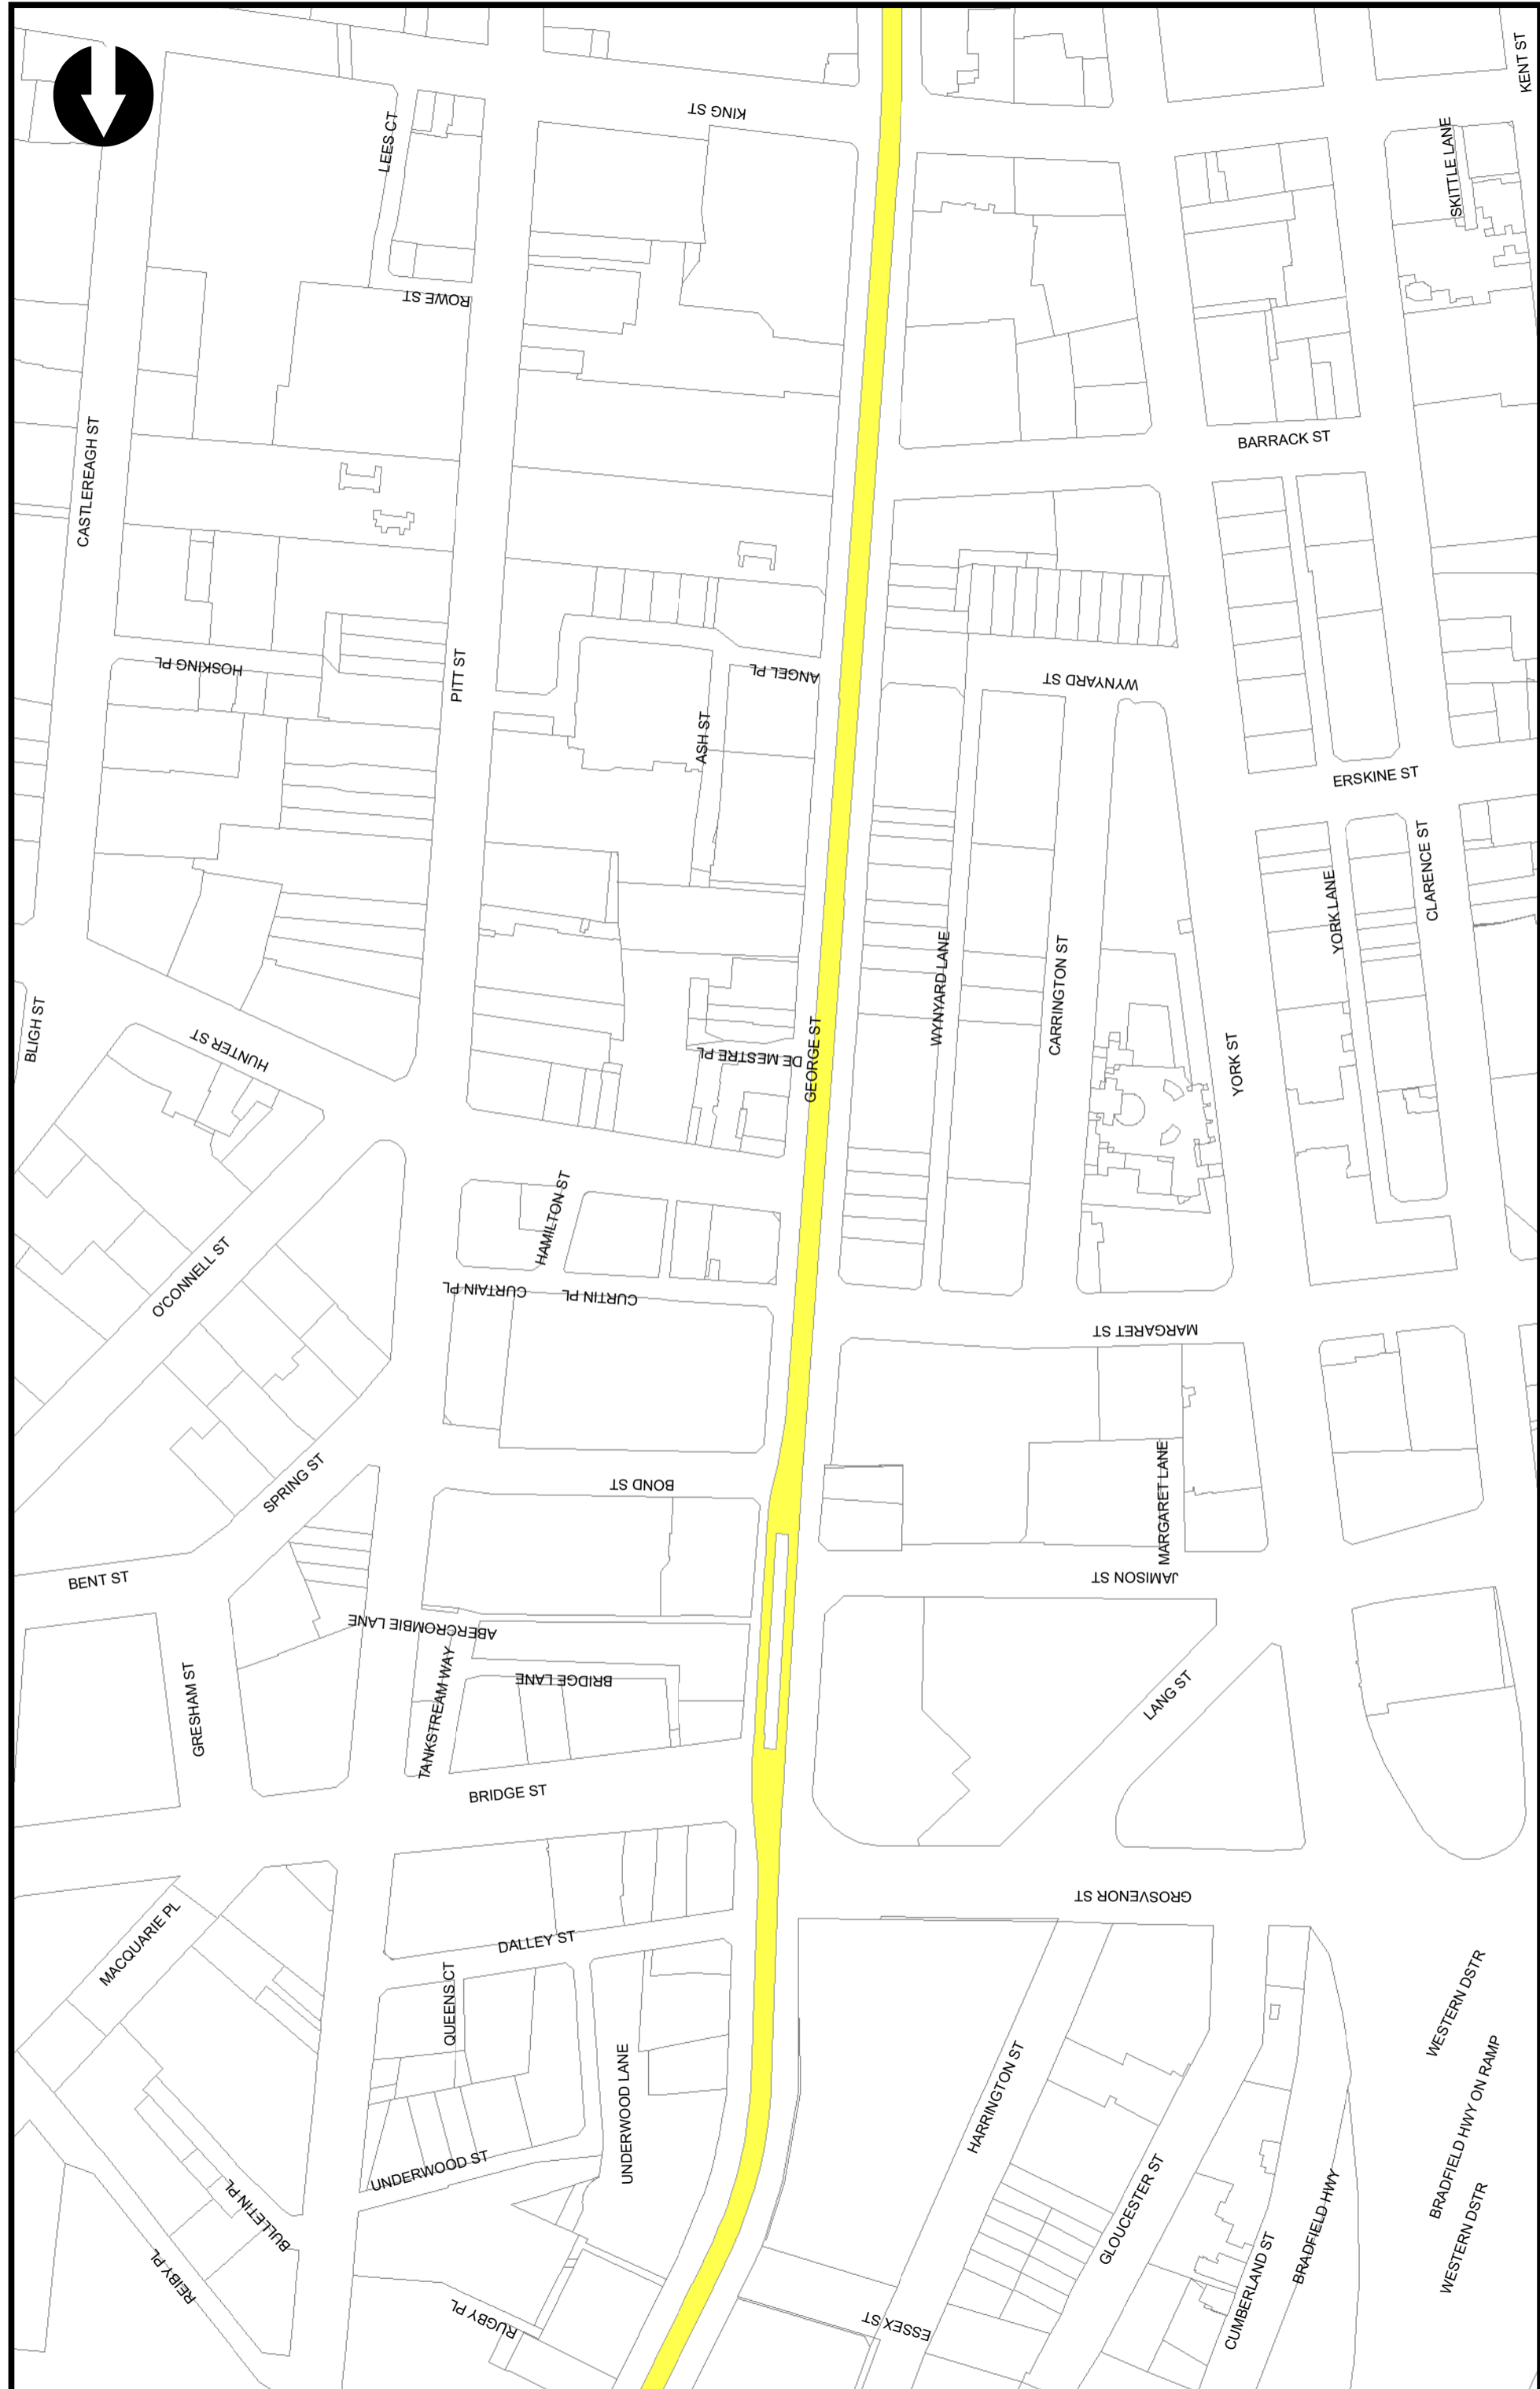 KENT ST
KING ST
LEES CT
SKITTLE LANE
ROWE ST
CASTLEREAGH ST
BARRACK ST
HOSKING PL
PITT ST
ANGEL PL
WYNYARD ST
ASH ST
ERSKINE ST
CLARENCE ST
YORK LANE
WYNYARD LANE
CARRINGTON ST
BLIGH ST
HUNTER ST
DE MESTRE PL
GEORGE ST
YORK ST
HAMILTON ST
O'CONNELL ST
CURTAIN PL
CURTIN PL
MARGARET ST
SPRING ST
BOND ST
MARGARET LANE
BENT ST
JAMISON ST
ABERCROMBIE LANE
BRIDGE LANE
GRESHAM ST
TANKSTREAM WAY
LANG ST
BRIDGE ST
GROSVENOR ST
MACQUARIE PL
DALLEY ST
QUEENS CT
WESTERN DSTR
UNDERWOOD LANE
HARRINGTON ST
BRADFIELD HWY ON RAMP
UNDERWOOD ST
GLOUCESTER ST
BULLETIN PL
BRADFIELD HWY
WESTERN DSTR
REIBY PL
RUGBY PL
ESSEX ST
CUMBERLAND ST